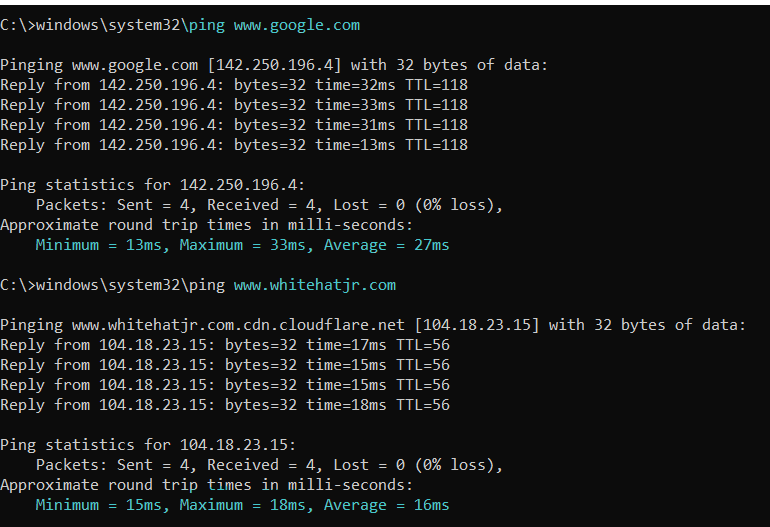 C:\>windows\system32\ping www.google.com
Pinging www.google.com [142.250.196.4] with 32 bytes of data:
Reply from 142.250.196.4: bytes=32 time=32ms TTL=118
Reply from 142.250.196.4: bytes=32 time=33ms TTL=118
Reply from 142.250.196.4: bytes=32 time=31ms TTL=118
Reply from 142.250.196.4: bytes=32 time=13ms TTL=118
Ping statistics for 142.250.196.4:
    Packets: Sent = 4, Received = 4, Lost = 0 (0% loss),
Approximate round trip times in milli-seconds:
    Minimum = 13ms, Maximum = 33ms, Average = 27ms
C:\>windows\system32\ping www.whitehatjr.com
Pinging www.whitehatjr.com.cdn.cloudflare.net [104.18.23.15] with 32 bytes of data:
Reply from 104.18.23.15: bytes=32 time=17ms TTL=56
Reply from 104.18.23.15: bytes=32 time=15ms TTL=56
Reply from 104.18.23.15: bytes=32 time=15ms TTL=56
Reply from 104.18.23.15: bytes=32 time=18ms TTL=56
Ping statistics for 104.18.23.15:
    Packets: Sent = 4, Received = 4, Lost = 0 (0% loss),
Approximate round trip times in milli-seconds:
    Minimum = 15ms, Maximum = 18ms, Average = 16ms